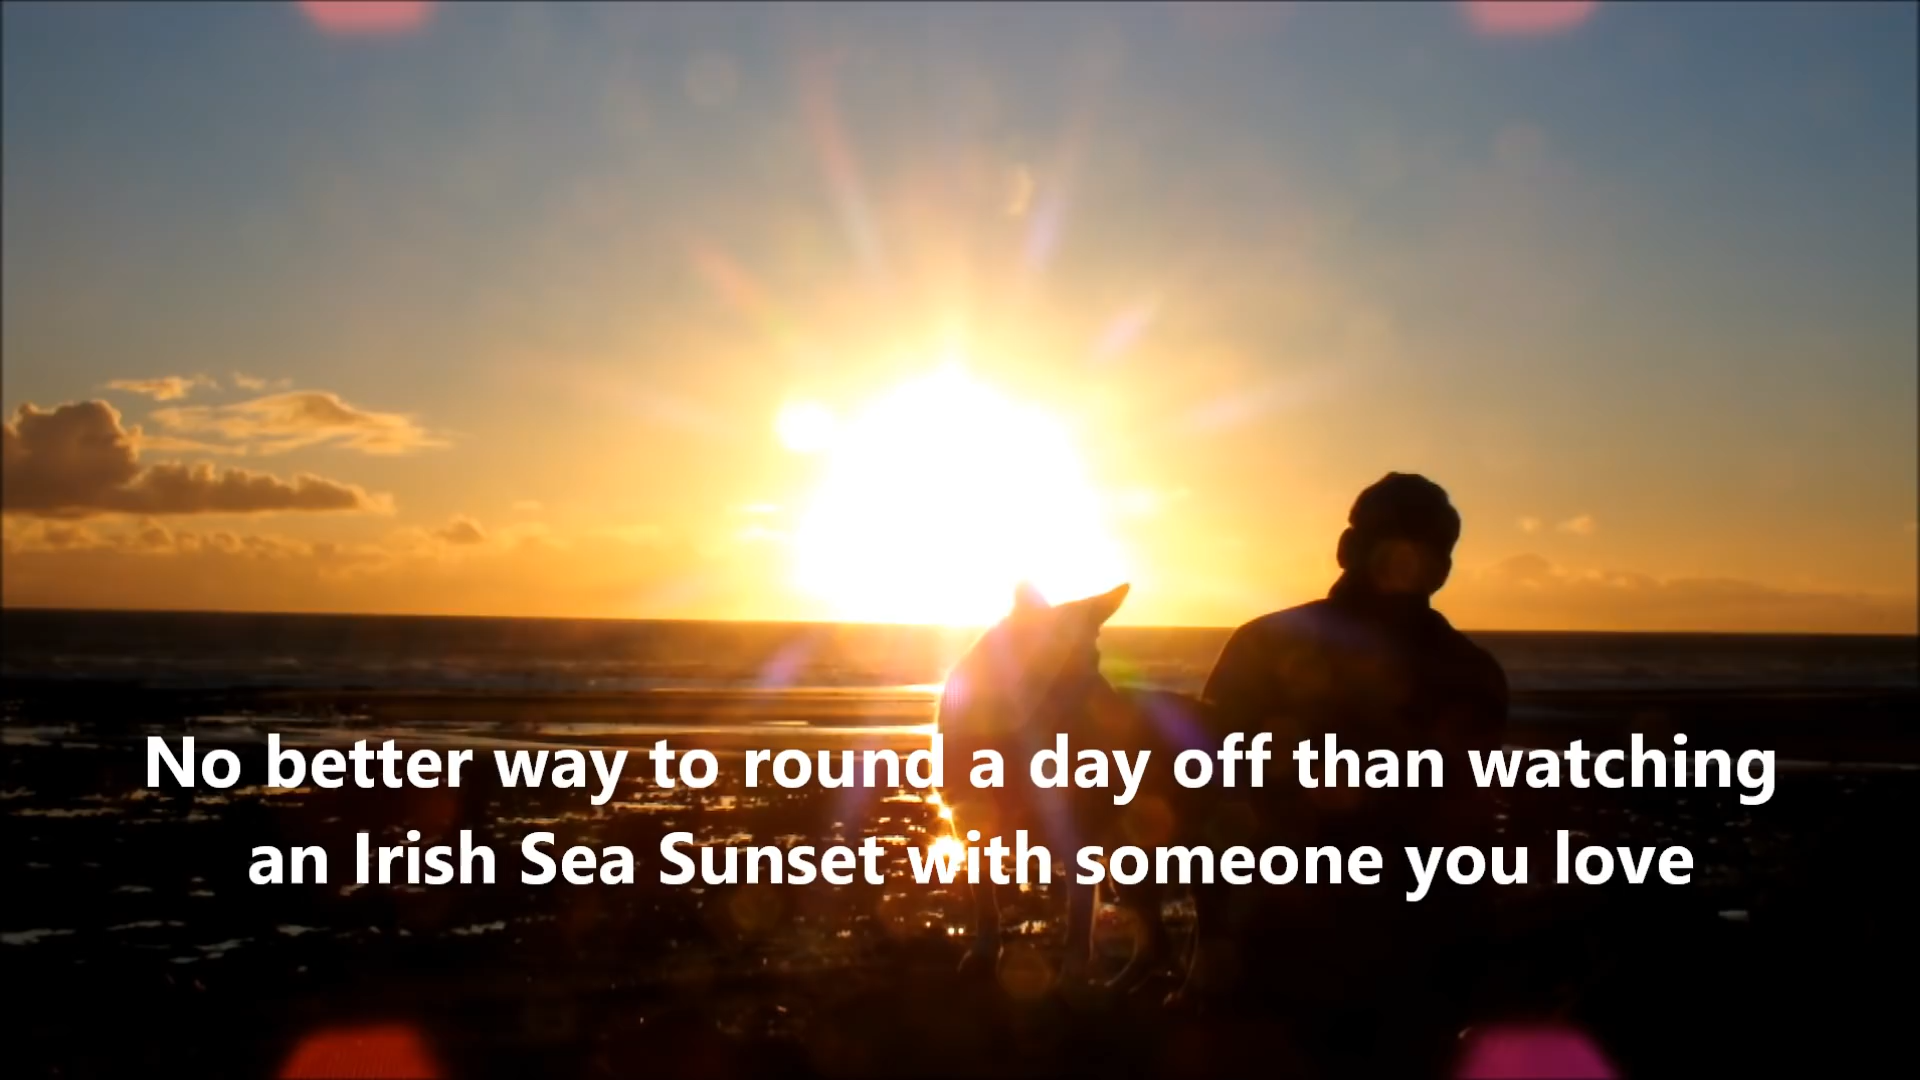 No better way to round a day off than watching
an Irish Sea Sunset with someone you love